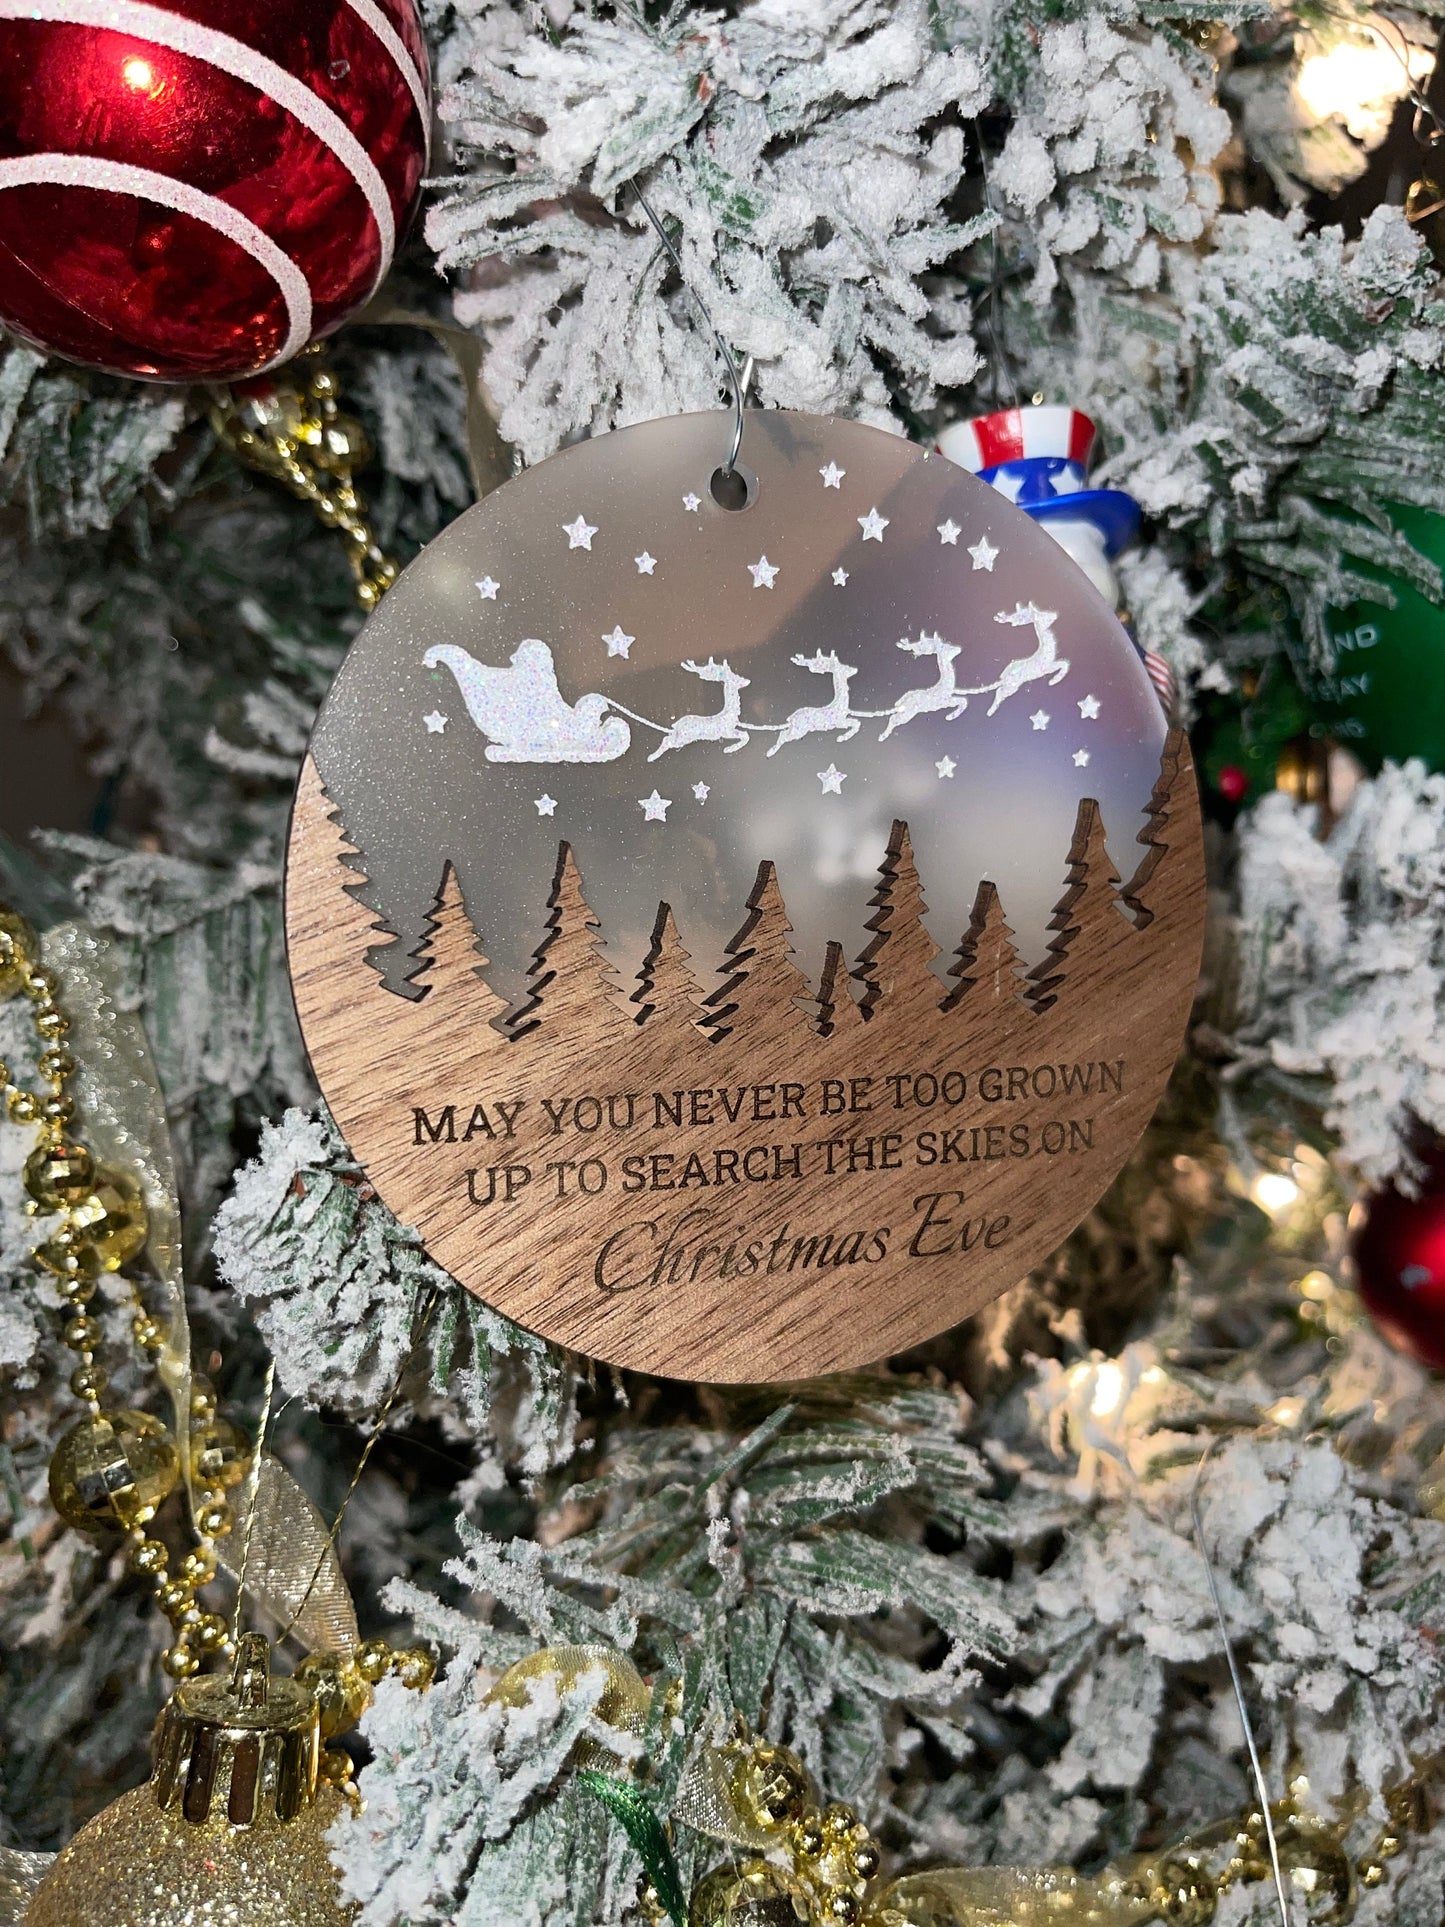 MAY YOU NEVER BE TOO GROWN
UP TO SEARCH THE SKIES ON
Christmas Eve